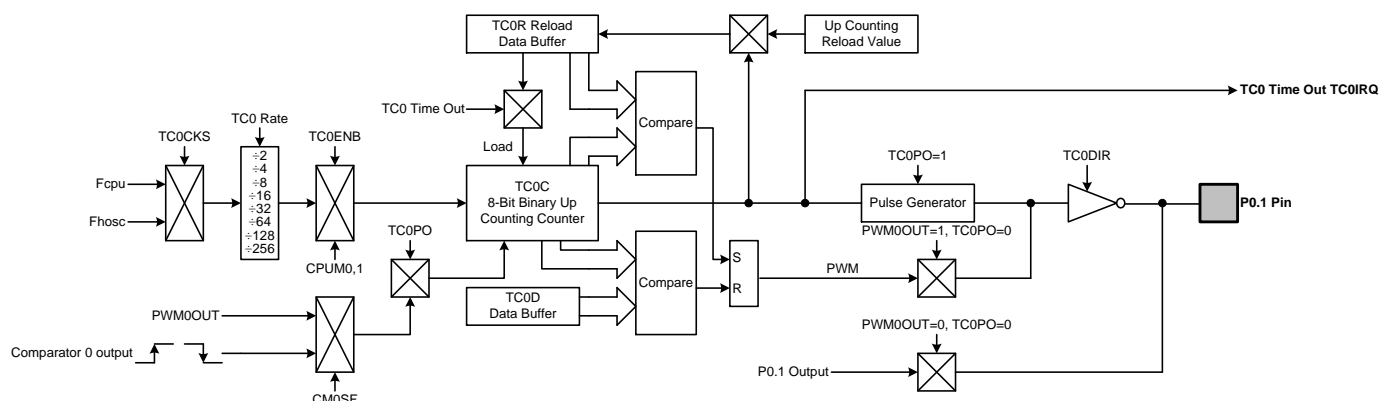 TC0R Reload
Data Buffer
Up Counting
Reload Value
TC0 Time Out
Compare
TC0 Time Out TC0IRQ
TC0CKS
TC0 Rate
TC0ENB
Load
Fcpu
Fhosc
÷2
÷4
÷8
÷16
÷32
÷64
÷128
÷256
TC0C
8-Bit Binary Up
Counting Counter
TC0PO=1
TC0DIR
Pulse Generator
P0.1 Pin
CPUM0,1
TC0PO
PWM0OUT=1, TC0PO=0
Compare
S
R
PWM
TC0D
Data Buffer
PWM0OUT
Comparator 0 output
PWM0OUT=0, TC0PO=0
P0.1 Output